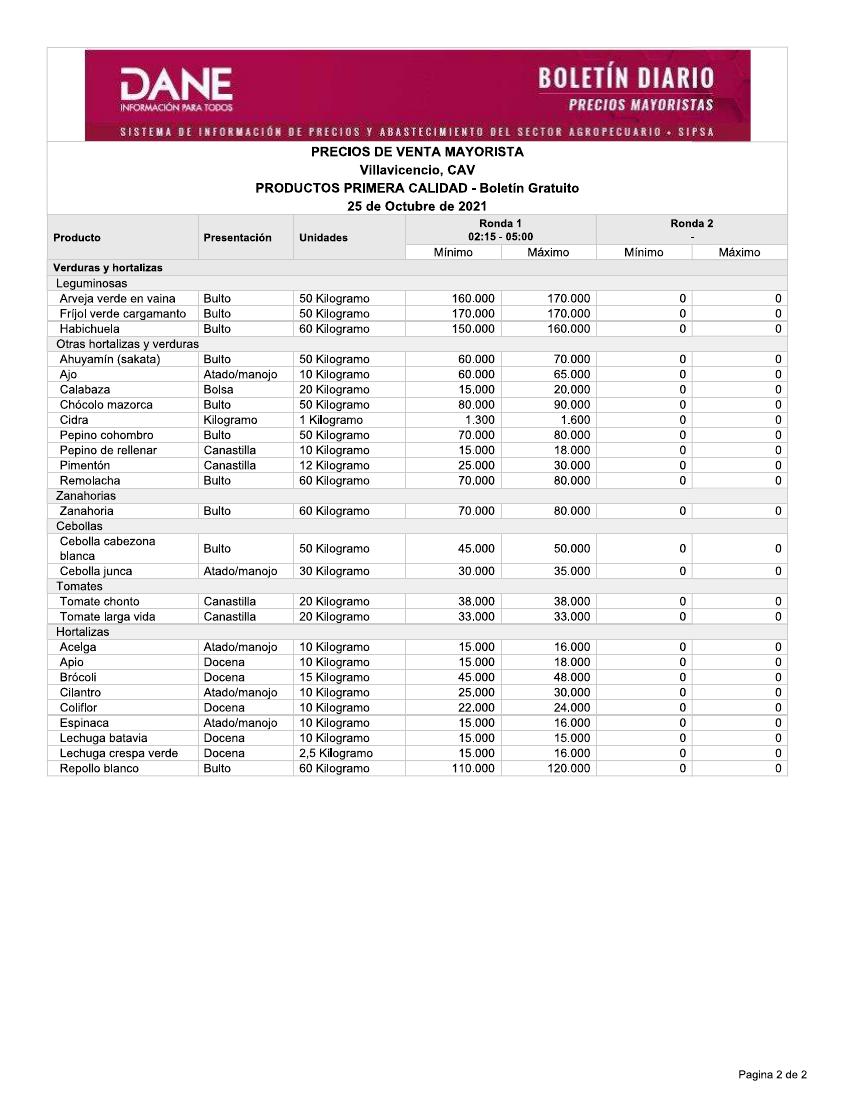 DANE
INFORMACIÓN PARA TODOS
BOLETÍN DIARIO
PRECIOS MAYORISTAS
SISTEMA DE INFORMACIÓN DE PRECIOS Y ABASTECIMIENTO DEL SECTOR AGROPECUARIO • SIPSA
PRECIOS DE VENTA MAYORISTA
Villavicencio, CAV
PRODUCTOS PRIMERA CALIDAD - Boletín Gratuito
25 de Octubre de 2021
Producto Presentación Unidades Ronda 1 Ronda 2
02:15 - 05:00 -
Mínimo Máximo Mínimo Máximo
Verduras y hortalizas
Leguminosas
Arveja verde en vaina Bulto 50 Kilogramo 160.000 170.000 0 0
Fríjol verde cargamanto Bulto 50 Kilogramo 170.000 170.000 0 0
Habichuela Bulto 60 Kilogramo 150.000 160.000 0 0
Otras hortalizas y verduras
Ahuyamín (sakata) Bulto 50 Kilogramo 60.000 70.000 0 0
Ajo Atado/manojo 10 Kilogramo 60.000 65.000 0 0
Calabaza Bolsa 20 Kilogramo 15.000 20.000 0 0
Chócolo mazorca Bulto 50 Kilogramo 80.000 90.000 0 0
Cidra Kilogramo 1 Kilogramo 1.300 1.600 0 0
Pepino cohombro Bulto 50 Kilogramo 70.000 80.000 0 0
Pepino de rellenar Canastilla 10 Kilogramo 15.000 18.000 0 0
Pimentón Canastilla 12 Kilogramo 25.000 30.000 0 0
Remolacha Bulto 60 Kilogramo 70.000 80.000 0 0
Zanahorias
Zanahoria Bulto 60 Kilogramo 70.000 80.000 0 0
Cebollas
Cebolla cabezona
blanca Bulto 50 Kilogramo 45.000 50.000 0 0
Cebolla junca Atado/manojo 30 Kilogramo 30.000 35.000 0 0
Tomates
Tomate chonto Canastilla 20 Kilogramo 38.000 38.000 0 0
Tomate larga vida Canastilla 20 Kilogramo 33.000 33.000 0 0
Hortalizas
Acelga Atado/manojo 10 Kilogramo 15.000 16.000 0 0
Apio Docena 10 Kilogramo 15.000 18.000 0 0
Brócoli Docena 15 Kilogramo 45.000 48.000 0 0
Cilantro Atado/manojo 10 Kilogramo 25.000 30.000 0 0
Coliflor Docena 10 Kilogramo 22.000 24.000 0 0
Espinaca Atado/manojo 10 Kilogramo 15.000 16.000 0 0
Lechuga batavia Docena 10 Kilogramo 15.000 15.000 0 0
Lechuga crespa verde Docena 2,5 Kilogramo 15.000 16.000 0 0
Repollo blanco Bulto 60 Kilogramo 110.000 120.000 0 0
Pagina 2 de 2